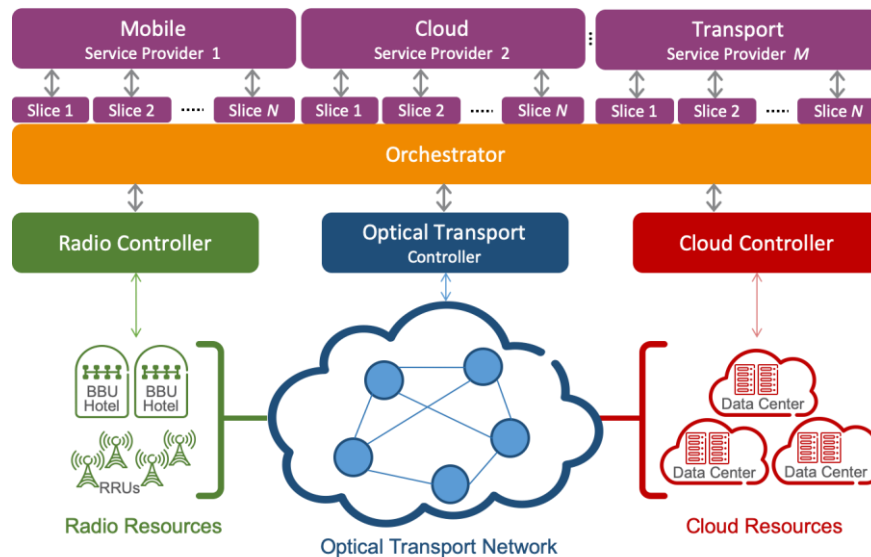 Mobile
Service Provider 1
Cloud
Service Provider 2
Transport
Service Provider M
Slice 1
Slice 2
Slice N
Slice 1
Slice 2
Slice N
Slice 1
Slice 2
Slice N
Orchestrator
Radio Controller
Optical Transport
Controller
Cloud Controller
BBU
Hotel
BBU
Hotel
RRUs
Radio Resources
Optical Transport Network
Data Center
Data Center
Data Center
Cloud Resources